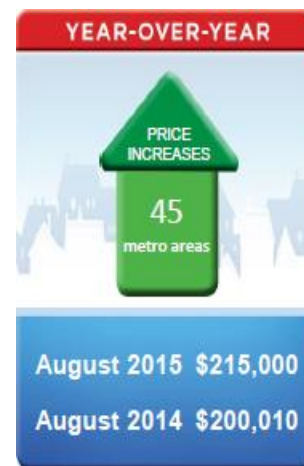 YEAR-OVER-YEAR
PRICE
INCREASES
45
metro areas
August 2015 $215,000
August 2014 $200,010